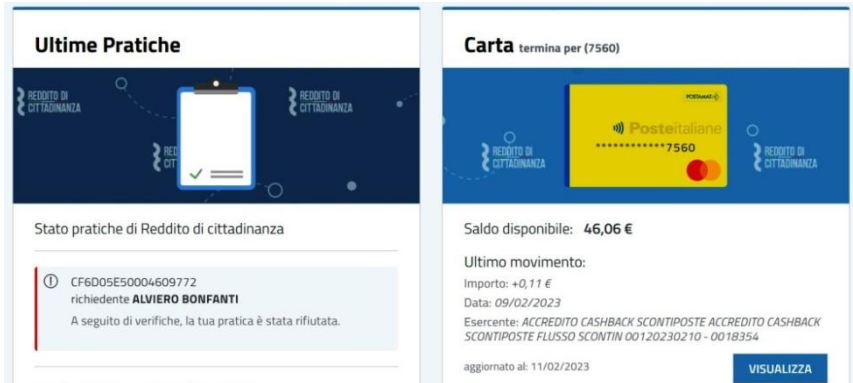 Ultime Pratiche
REDDITO DI
CITTADINANZA
REDDITO DI
CITTADINANZA
RED
CIT
Stato pratiche di Reddito di cittadinanza
CF6D05E50004609772
richiedente ALVIERO BONFANTI
A seguito di verifiche, la tua pratica è stata rifiutata.
Carta termina per (7560)
POSTAMAT
Posteitaliane
************7560
REDDITO DI
CITTADINANZA
REDDITO DI
CITTADINANZA
Saldo disponibile: 46,06 €
Ultimo movimento:
Importo: +0,11 €
Data: 09/02/2023
Esercente: ACCREDITO CASHBACK SCONTIPOSTE ACCREDITO CASHBACK
SCONTIPOSTE FLUSSO SCONTIN 00120230210 - 0018354
aggiornato al: 11/02/2023
VISUALIZZA